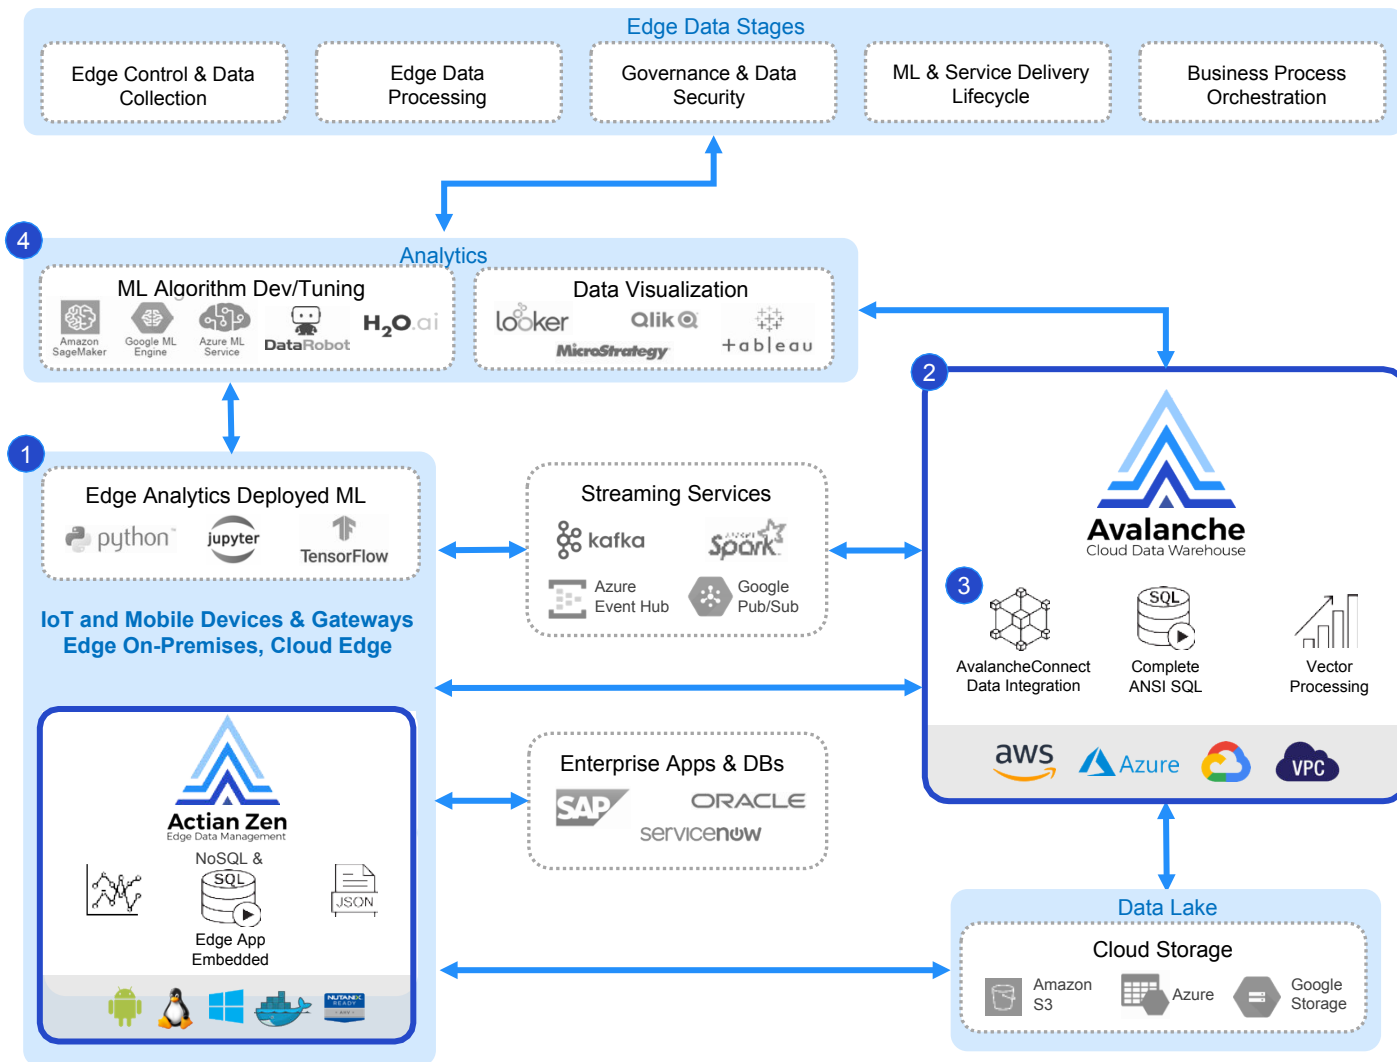 Edge Data Stages
Edge Control & Data
Collection
Edge Data
Processing
Governance & Data
Security
ML & Service Delivery
Lifecycle
Business Process
Orchestration
4
Analytics
ML Algorithm Dev/Tuning
Amazon
SageMaker
Google ML
Engine
Azure ML
Service
DataRobot
H2O.ai
Data Visualization
looker
Qlik
MicroStrategy
+ableau
1
Edge Analytics Deployed ML
python™
jupyter
TensorFlow
IoT and Mobile Devices & Gateways
Edge On-Premises, Cloud Edge
Actian Zen
Edge Data Management
NoSQL &
SQL
JSON
Edge App
Embedded
NUTANIX
READY
Streaming Services
kafka
APACHE
Spark
Azure
Event Hub
Google
Pub/Sub
Enterprise Apps & DBs
SAP
ORACLE
servicenow
2
Avalanche
Cloud Data Warehouse
3
AvalancheConnect
Data Integration
SQL
Complete
ANSI SQL
Vector
Processing
aws
Azure
VPC
Data Lake
Cloud Storage
Amazon
S3
Azure
Google
Storage